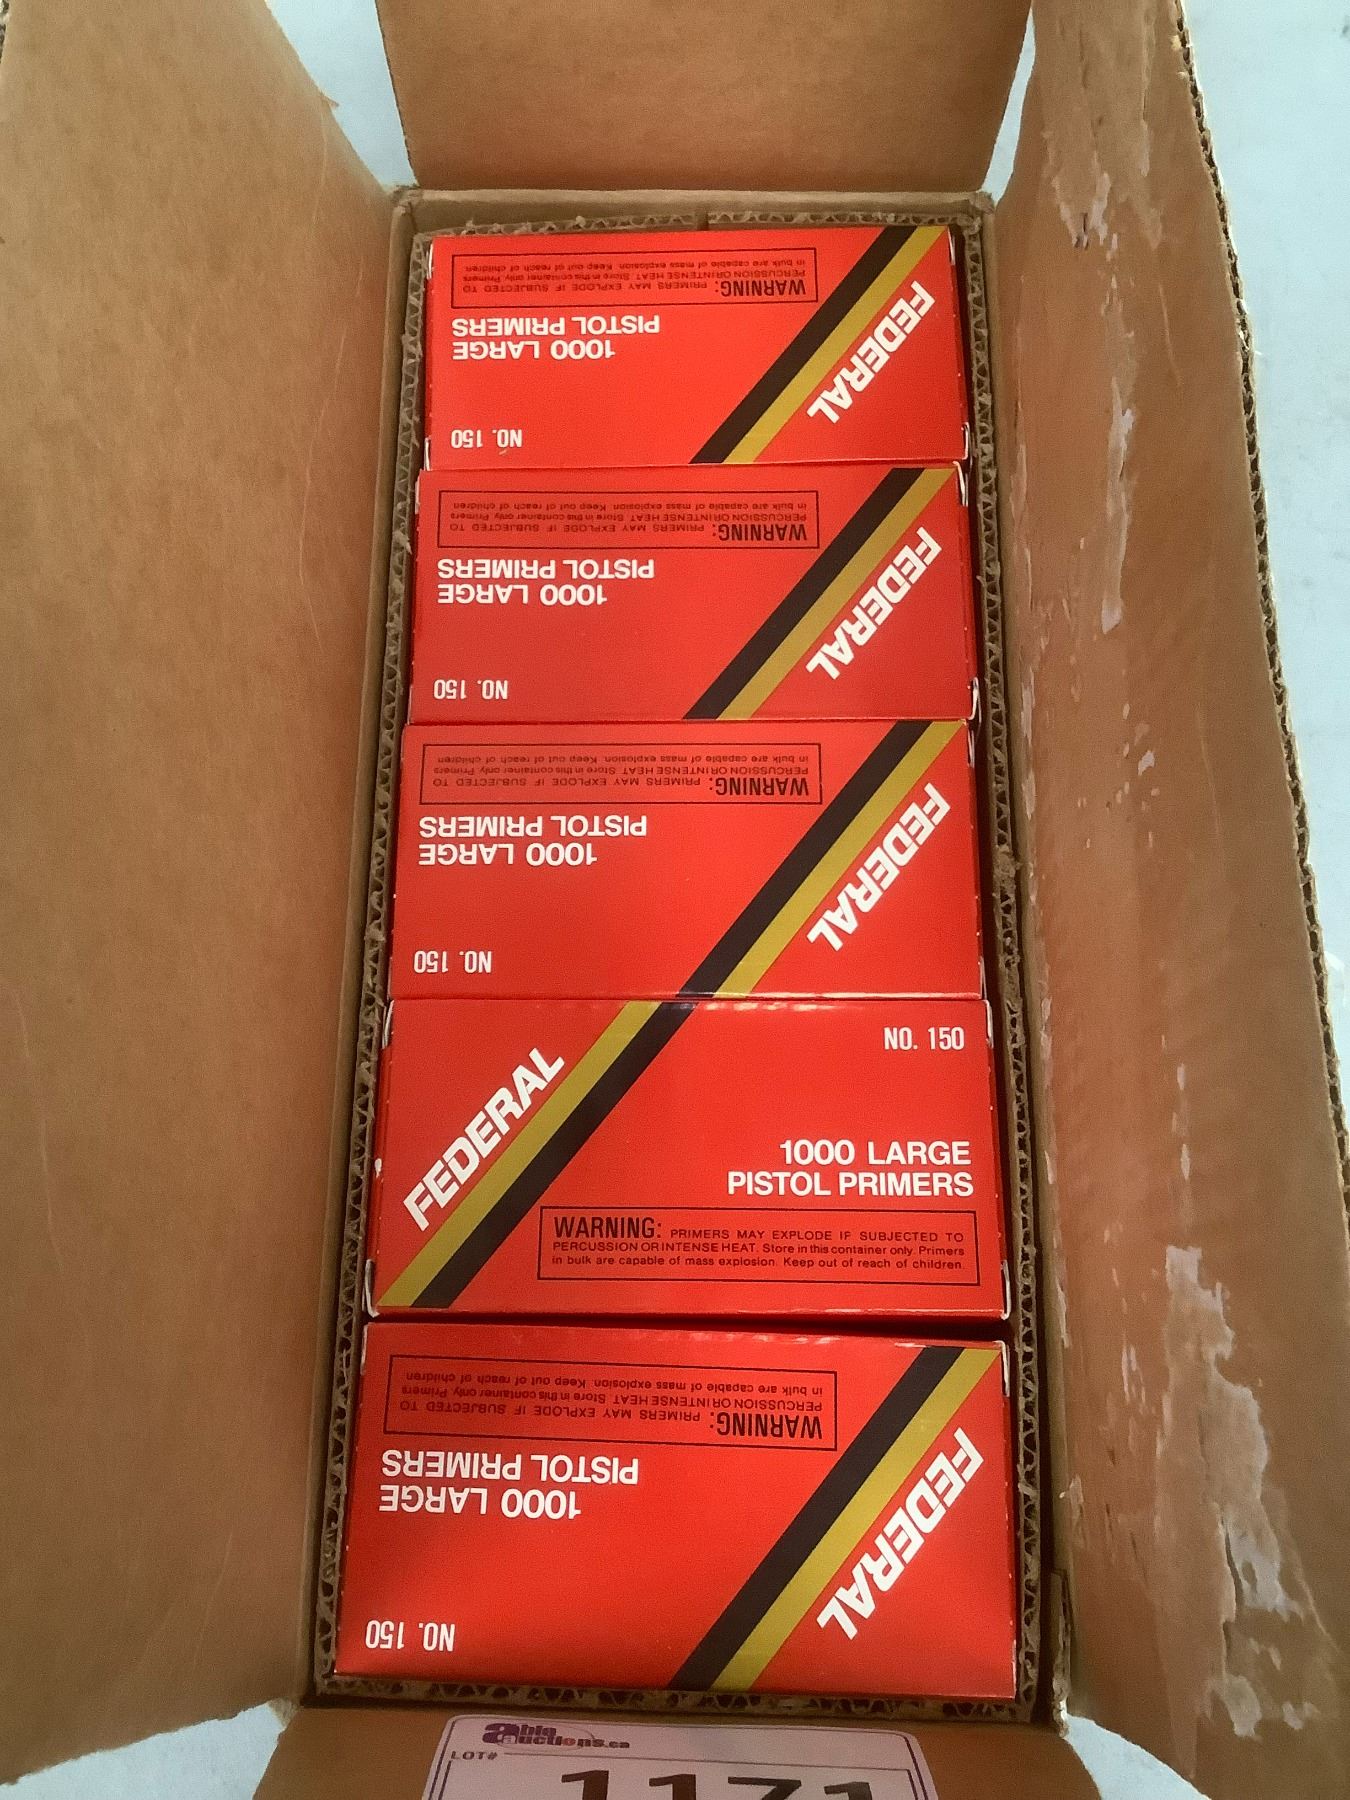 WARNING: PRIMERS MAY EXPLODE IF SUBJECTED TO
PERCUSSION OR INTENSE HEAT. Store in this container only. Primers
in bulk are capable of mass explosion. Keep out of reach of children.
1000 LARGE
PISTOL PRIMERS
NO. 150
FEDERAL
WARNING: PRIMERS MAY EXPLODE IF SUBJECTED TO
PERCUSSION OR INTENSE HEAT. Store in this container only. Primers
in bulk are capable of mass explosion. Keep out of reach of children.
1000 LARGE
PISTOL PRIMERS
NO. 150
FEDERAL
WARNING: PRIMERS MAY EXPLODE IF SUBJECTED TO
PERCUSSION OR INTENSE HEAT. Store in this container only. Primers
in bulk are capable of mass explosion. Keep out of reach of children.
1000 LARGE
PISTOL PRIMERS
NO. 150
FEDERAL
NO. 150
FEDERAL
1000 LARGE
PISTOL PRIMERS
WARNING: PRIMERS MAY EXPLODE IF SUBJECTED TO
PERCUSSION OR INTENSE HEAT. Store in this container only. Primers
in bulk are capable of mass explosion. Keep out of reach of children.
WARNING: PRIMERS MAY EXPLODE IF SUBJECTED TO
PERCUSSION OR INTENSE HEAT. Store in this container only. Primers
in bulk are capable of mass explosion. Keep out of reach of children
1000 LARGE
PISTOL PRIMERS
NO. 150
FEDERAL
able
auctions.ca
LOT#
1171